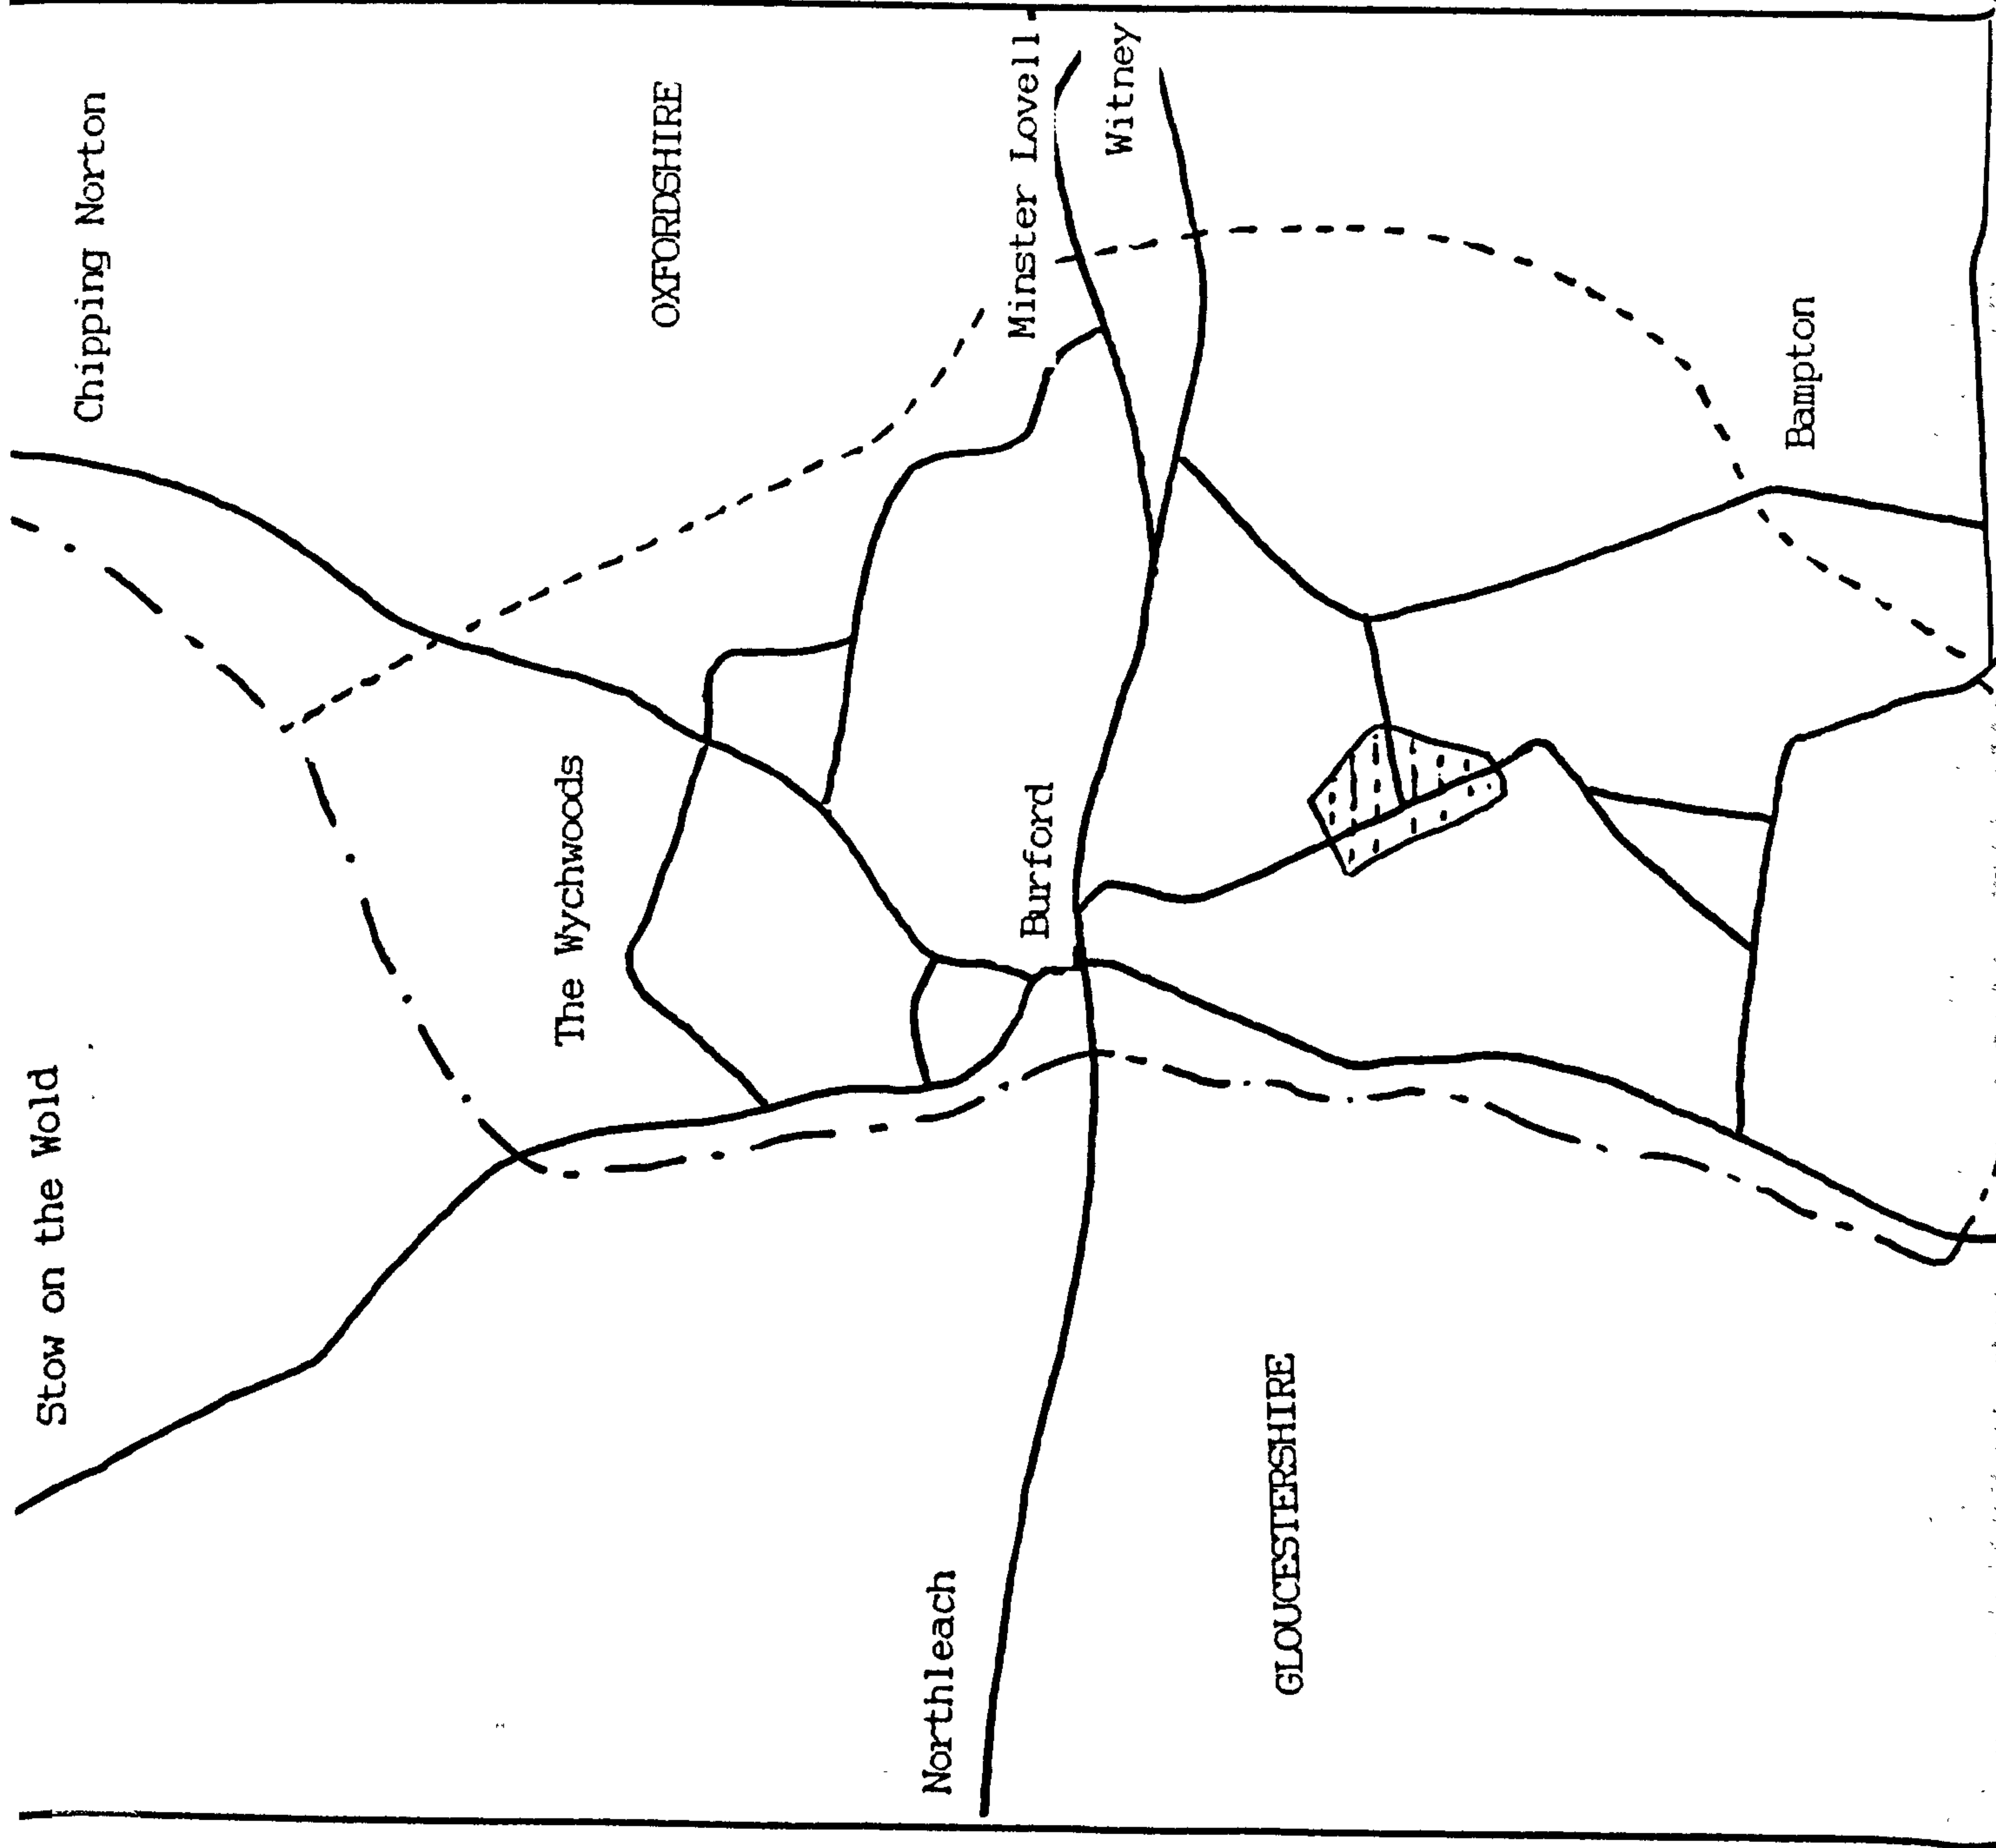 Stow on the Wold
Chipping Norton
The Wychwoods
OXFORDSHIRE
Northleach
Burford
Minster Lovell
Witney
GLOUCESTERSHIRE
Bampton